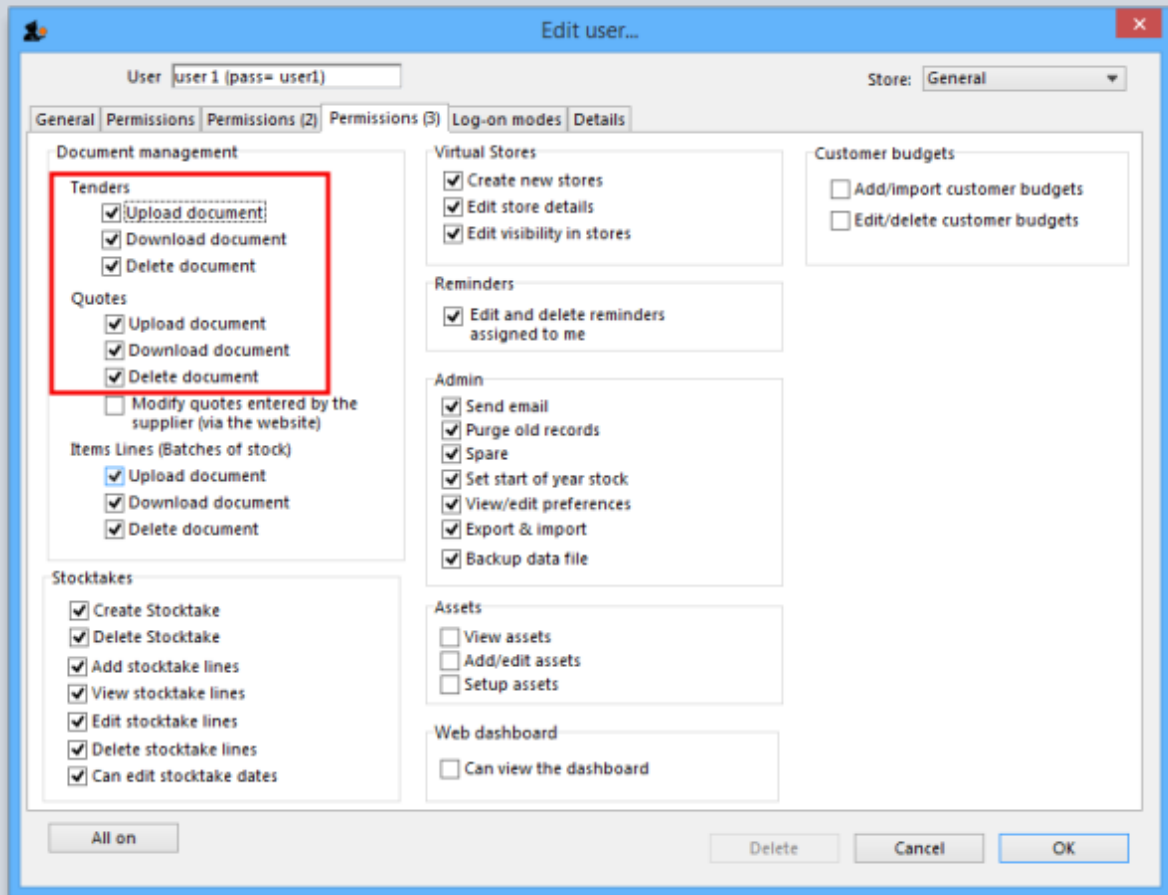 Edit user...
User user 1 (pass= user1)
Store: General
General Permissions Permissions (2) Permissions (3) Log-on modes Details
Document management
Tenders
Upload document
Download document
Delete document
Quotes
Upload document
Download document
Delete document
Modify quotes entered by the
supplier (via the website)
Items Lines (Batches of stock)
Upload document
Download document
Delete document
Stocktakes
Create Stocktake
Delete Stocktake
Add stocktake lines
View stocktake lines
Edit stocktake lines
Delete stocktake lines
Can edit stocktake dates
Virtual Stores
Create new stores
Edit store details
Edit visibility in stores
Reminders
Edit and delete reminders
assigned to me
Admin
Send email
Purge old records
Spare
Set start of year stock
View/edit preferences
Export & import
Backup data file
Assets
View assets
Add/edit assets
Setup assets
Web dashboard
Can view the dashboard
Customer budgets
Add/import customer budgets
Edit/delete customer budgets
All on
Delete
Cancel
OK